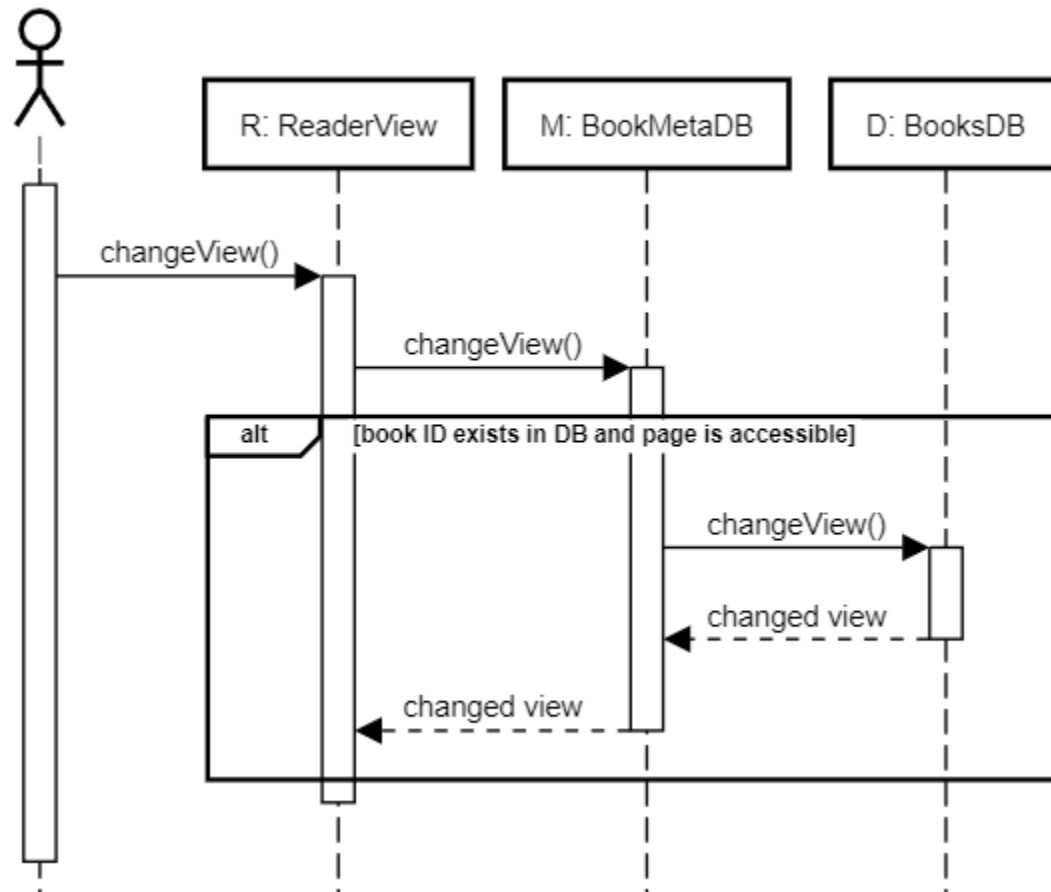 R: ReaderView
M: BookMetaDB
D: BooksDB
changeView()
changeView()
alt
[book ID exists in DB and page is accessible]
changeView()
changed view
changed view